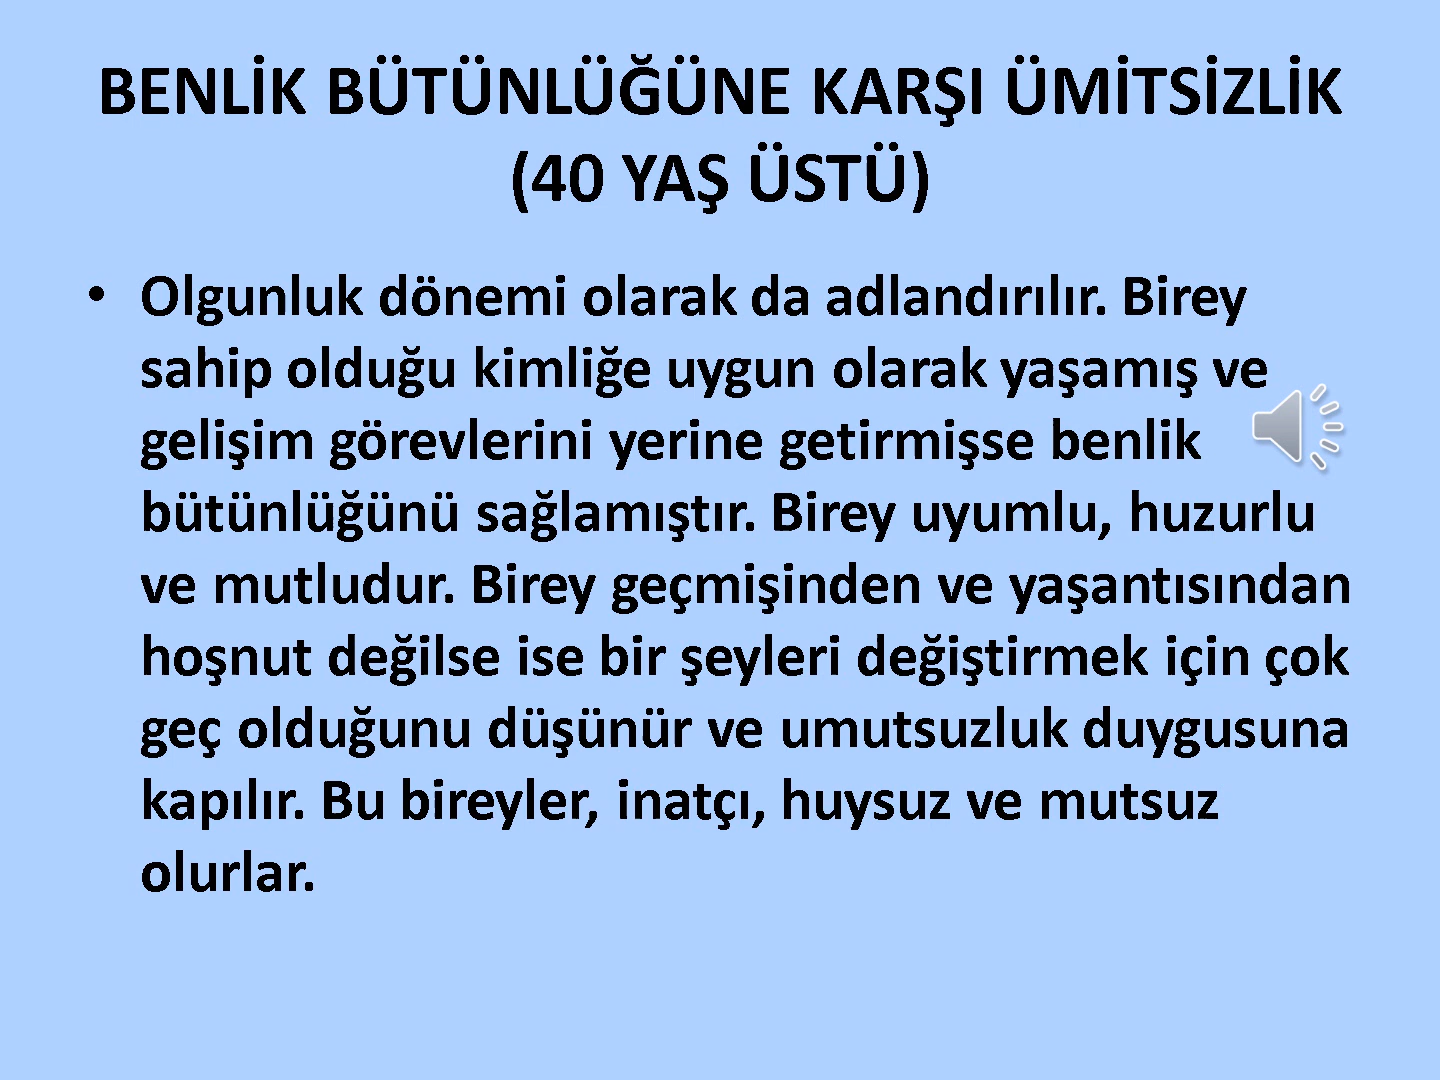 BENLİK BÜTÜNLÜĞÜNE KARŞI ÜMİTSİZLİK
(40 YAŞ ÜSTÜ)
• Olgunluk dönemi olarak da adlandırılır. Birey
sahip olduğu kimliğe uygun olarak yaşamış ve
gelişim görevlerini yerine getirmişse benlik
bütünlüğünü sağlamıştır. Birey uyumlu, huzurlu
ve mutludur. Birey geçmişinden ve yaşantısından
hoşnut değilse ise bir şeyleri değiştirmek için çok
geç olduğunu düşünür ve umutsuzluk duygusuna
kapılır. Bu bireyler, inatçı, huysuz ve mutsuz
olurlar.